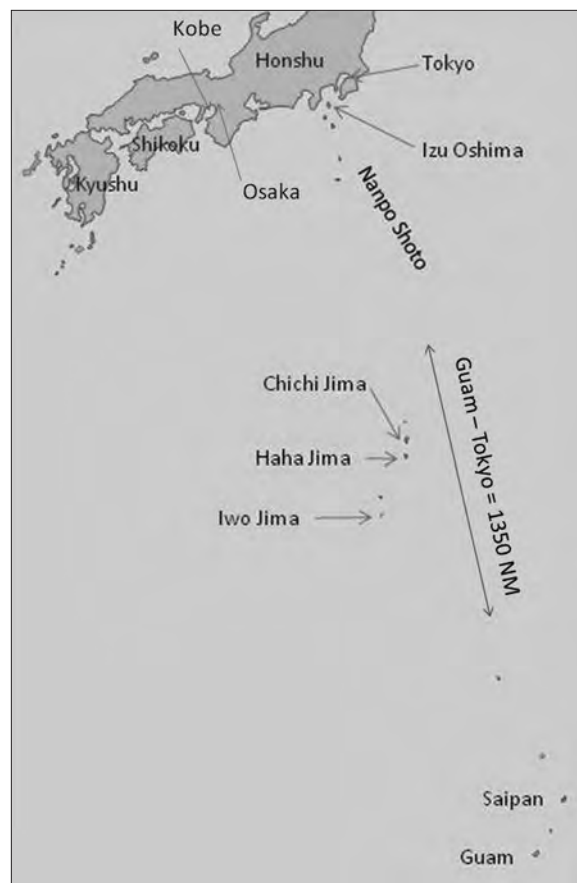 Kobe
Honshu
Tokyo
Izu Oshima
Shikoku
Kyushu
Osaka
Nanpo Shoto
Guam – Tokyo = 1350 NM
Chichi Jima
Haha Jima
Iwo Jima
Saipan
Guam